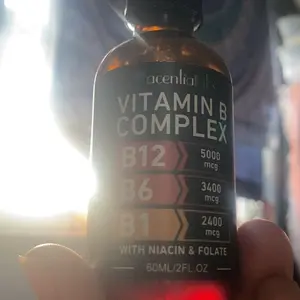 VITAMIN B
COMPLEX
B12 5000 mcg
B6 3400 mcg
B1 2400 mcg
WITH NIACIN & FOLATE
60ML/2FL OZ